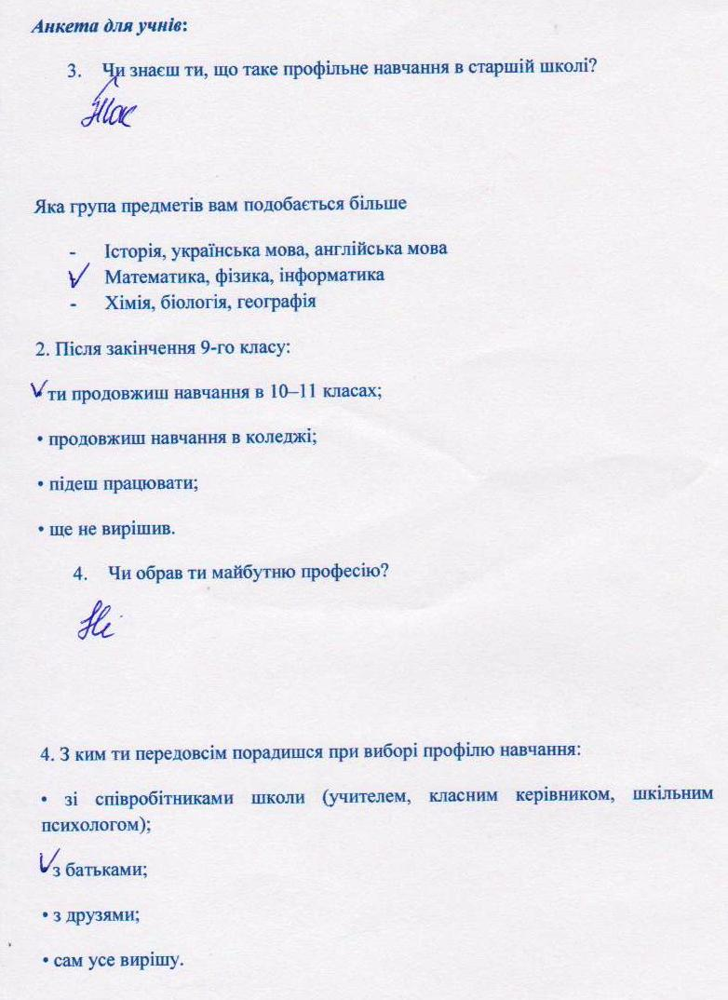 Анкета для учнів:
3. Чи знаєш ти, що таке профільне навчання в старшій школі?
Так
Яка група предметів вам подобається більше
- Історія, українська мова, англійська мова
✓ Математика, фізика, інформатика
- Хімія, біологія, географія
2. Після закінчення 9-го класу:
✓ ти продовжиш навчання в 10–11 класах;
• продовжиш навчання в коледжі;
• підеш працювати;
• ще не вирішив.
4. Чи обрав ти майбутню професію?
Ні
4. З ким ти передовсім порадишся при виборі профілю навчання:
• зі співробітниками школи (учителем, класним керівником, шкільним
психологом);
✓ з батьками;
• з друзями;
• сам усе вирішу.